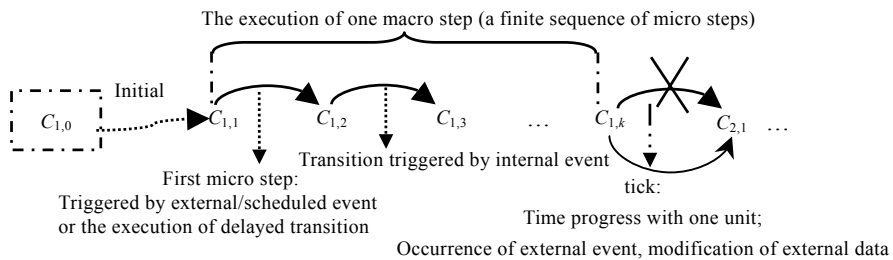 The execution of one macro step (a finite sequence of micro steps)
Initial
C1,0
C1,1
C1,2
C1,3
…
C1,k
C2,1
…
Transition triggered by internal event
First micro step:
Triggered by external/scheduled event
or the execution of delayed transition
tick:
Time progress with one unit;
Occurrence of external event, modification of external data